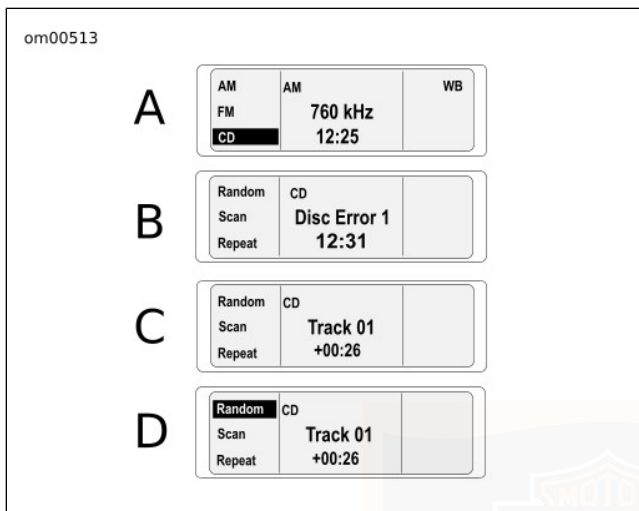 om00513
A
AM AM WB
FM 760 kHz
CD 12:25
B
Random CD
Scan Disc Error 1
Repeat 12:31
C
Random CD
Scan Track 01
Repeat +00:26
D
Random CD
Scan Track 01
Repeat +00:26
MOTO